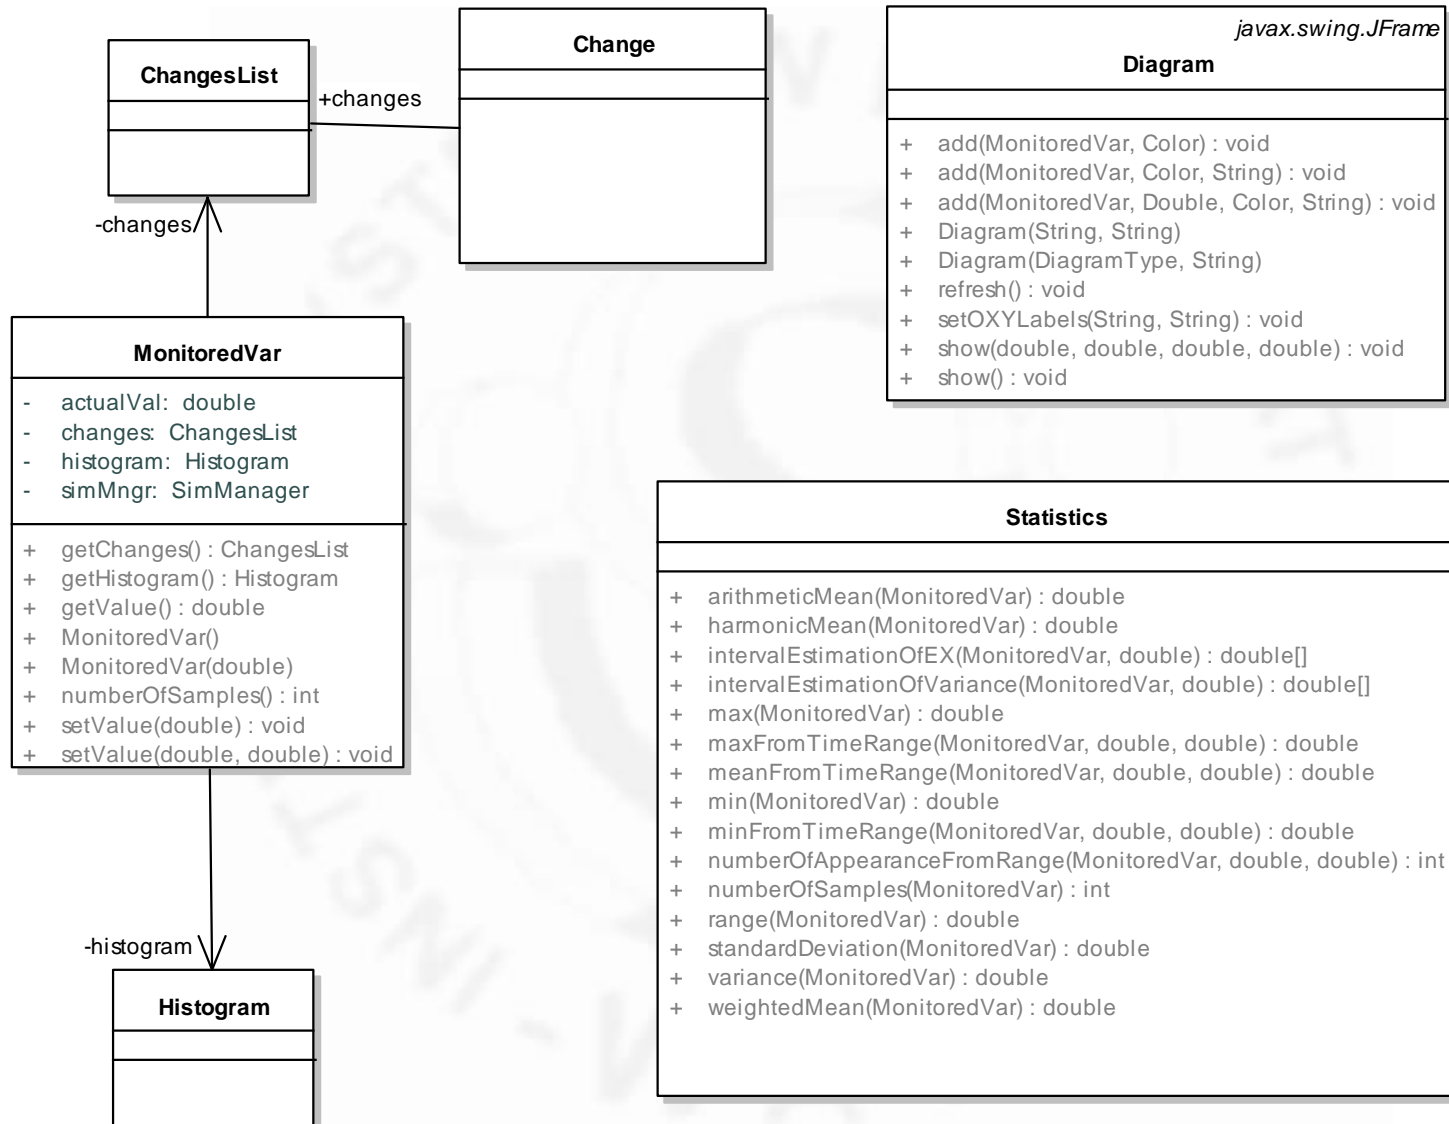 ChangesList
+changes
Change
-changes
MonitoredVar
- actualVal: double
- changes: ChangesList
- histogram: Histogram
- simMngr: SimManager
+ getChanges() : ChangesList
+ getHistogram() : Histogram
+ getValue() : double
+ MonitoredVar()
+ MonitoredVar(double)
+ numberOfSamples() : int
+ setValue(double) : void
+ setValue(double, double) : void
-histogram
Histogram
javax.swing.JFrame
Diagram
+ add(MonitoredVar, Color) : void
+ add(MonitoredVar, Color, String) : void
+ add(MonitoredVar, Double, Color, String) : void
+ Diagram(String, String)
+ Diagram(DiagramType, String)
+ refresh() : void
+ setOXYLabels(String, String) : void
+ show(double, double, double, double) : void
+ show() : void
Statistics
+ arithmeticMean(MonitoredVar) : double
+ harmonicMean(MonitoredVar) : double
+ intervalEstimationOfEX(MonitoredVar, double) : double[]
+ intervalEstimationOfVariance(MonitoredVar, double) : double[]
+ max(MonitoredVar) : double
+ maxFromTimeRange(MonitoredVar, double, double) : double
+ meanFromTimeRange(MonitoredVar, double, double) : double
+ min(MonitoredVar) : double
+ minFromTimeRange(MonitoredVar, double, double) : double
+ numberOfAppearanceFromRange(MonitoredVar, double, double) : int
+ numberOfSamples(MonitoredVar) : int
+ range(MonitoredVar) : double
+ standardDeviation(MonitoredVar) : double
+ variance(MonitoredVar) : double
+ weightedMean(MonitoredVar) : double